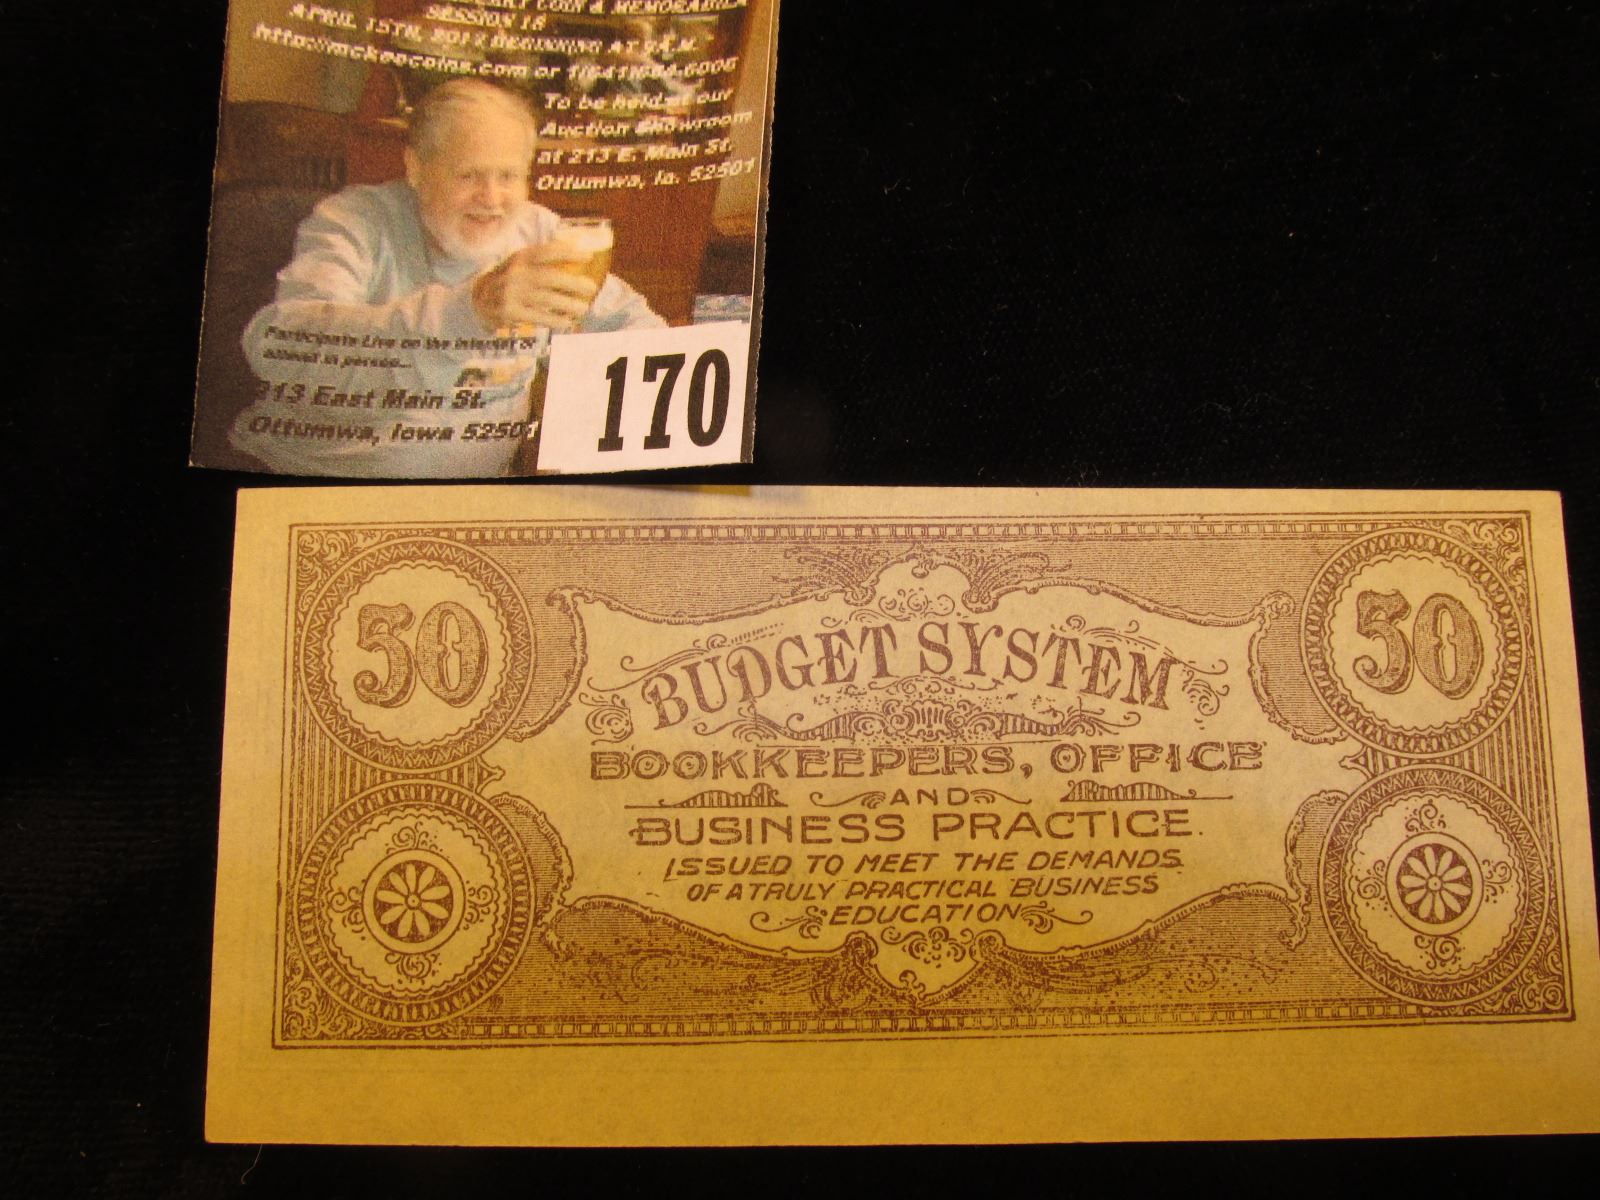 COIN & MEMORABILIA
SESSION 18
APRIL 15TH, BEGINNING AT 9 A.M.
http://mckeecoins.com or 1(641)684-6006
To be held at our
Auction Showroom
at 213 E. Main St.
Ottumwa, Ia. 52501
Participate Live on the internet or
attend in person...
213 East Main St.
Ottumwa, Iowa 52501
170
50 50
BUDGET SYSTEM
BOOKKEEPERS, OFFICE
AND
BUSINESS PRACTICE.
ISSUED TO MEET THE DEMANDS
OF A TRULY PRACTICAL BUSINESS
EDUCATION